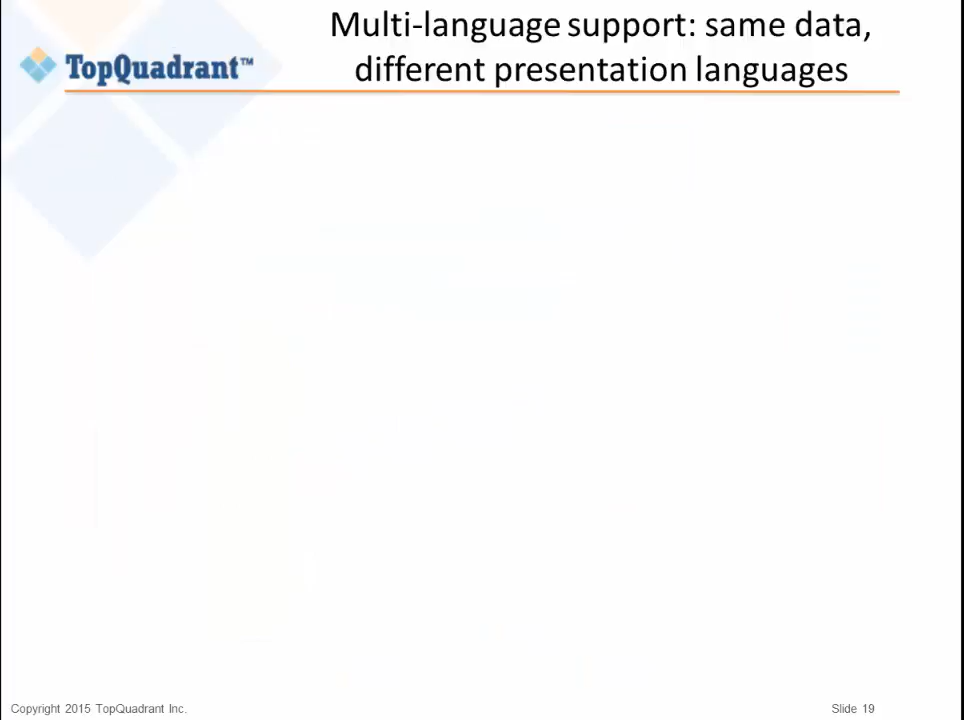 Multi-language support: same data,
different presentation languages
TopQuadrant™
Copyright 2015 TopQuadrant Inc.
Slide 19